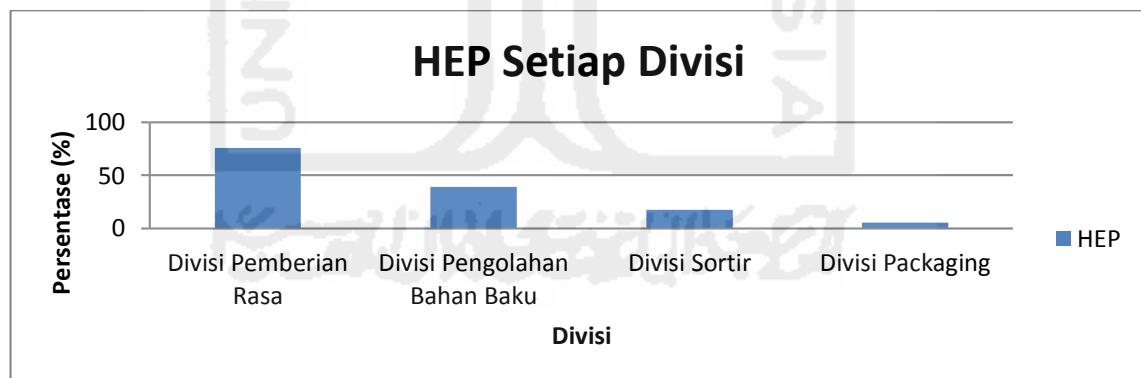 HEP Setiap Divisi
Persentase (%)
100
50
0
Divisi Pemberian
Rasa
Divisi Pengolahan
Bahan Baku
Divisi Sortir
Divisi Packaging
HEP
Divisi